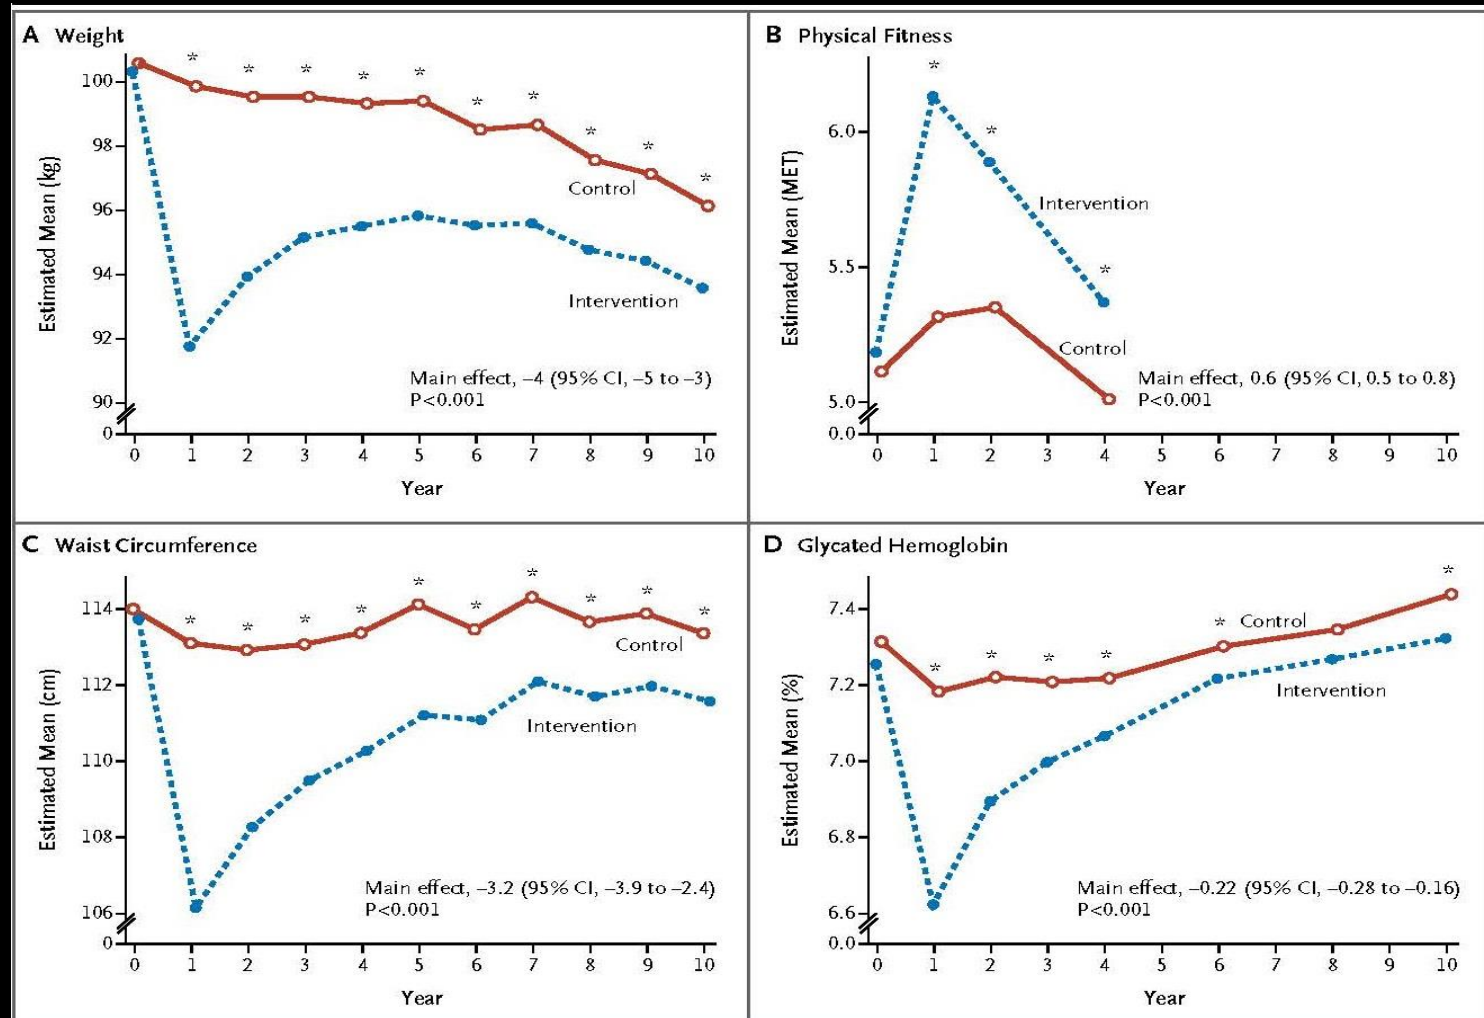 A Weight
*
*
*
*
*
*
*
*
*
*
100
98
96
94
92
90
0
Estimated Mean (kg)
Control
Intervention
Main effect, –4 (95% CI, –5 to –3)
P<0.001
0 1 2 3 4 5 6 7 8 9 10
Year
B Physical Fitness
*
*
*
6.0
5.5
5.0
0.0
Estimated Mean (MET)
Intervention
Control
Main effect, 0.6 (95% CI, 0.5 to 0.8)
P<0.001
0 1 2 3 4 5 6 7 8 9 10
Year
C Waist Circumference
*
*
*
*
*
*
*
*
*
*
114
112
110
108
106
0
Estimated Mean (cm)
Control
Intervention
Main effect, –3.2 (95% CI, –3.9 to –2.4)
P<0.001
0 1 2 3 4 5 6 7 8 9 10
Year
D Glycated Hemoglobin
*
*
*
*
*
*
7.4
7.2
7.0
6.8
6.6
0.0
Estimated Mean (%)
Control
Intervention
Main effect, –0.22 (95% CI, –0.28 to –0.16)
P<0.001
0 1 2 3 4 5 6 7 8 9 10
Year